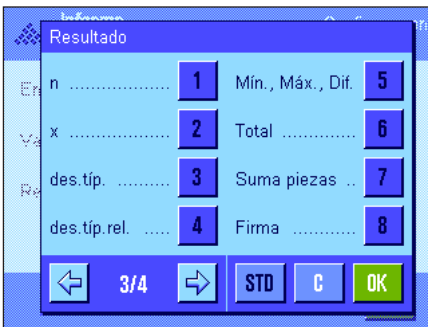 Informe
Resultado
n ................... 1
x ................... 2
des.típ. .......... 3
des.típ.rel. ..... 4
Mín., Máx., Dif. 5
Total ............. 6
Suma piezas .. 7
Firma ............ 8
3/4
STD C OK